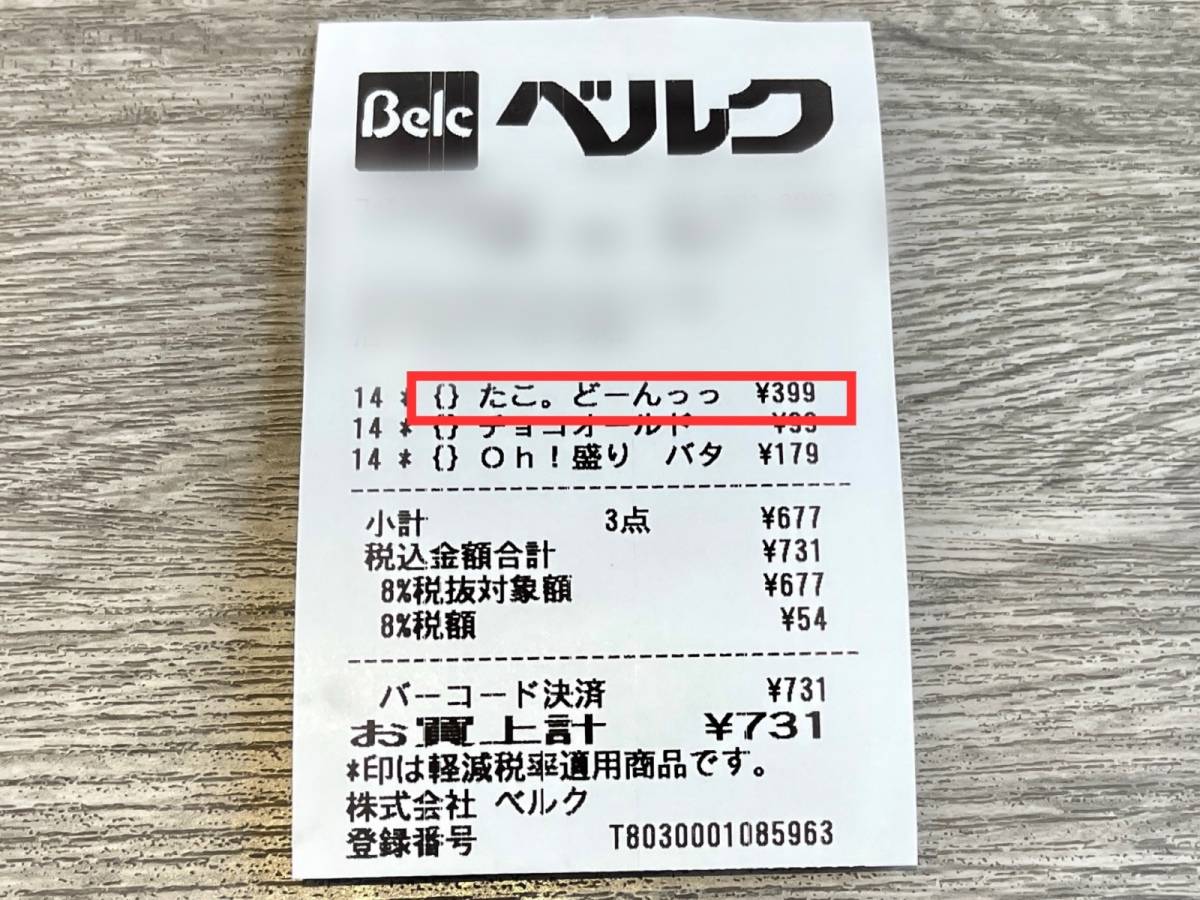 Belc ベルク
14 * {} たこ。どーんっっ ¥399
14 * {} チョコオールド ¥99
14 * {} Oh!盛り バタ ¥179
小計 3点 ¥677
税込金額合計 ¥731
8%税抜対象額 ¥677
8%税額 ¥54
バーコード決済 ¥731
お買上計 ¥731
*印は軽減税率適用商品です。
株式会社 ベルク
登録番号 T8030001085963